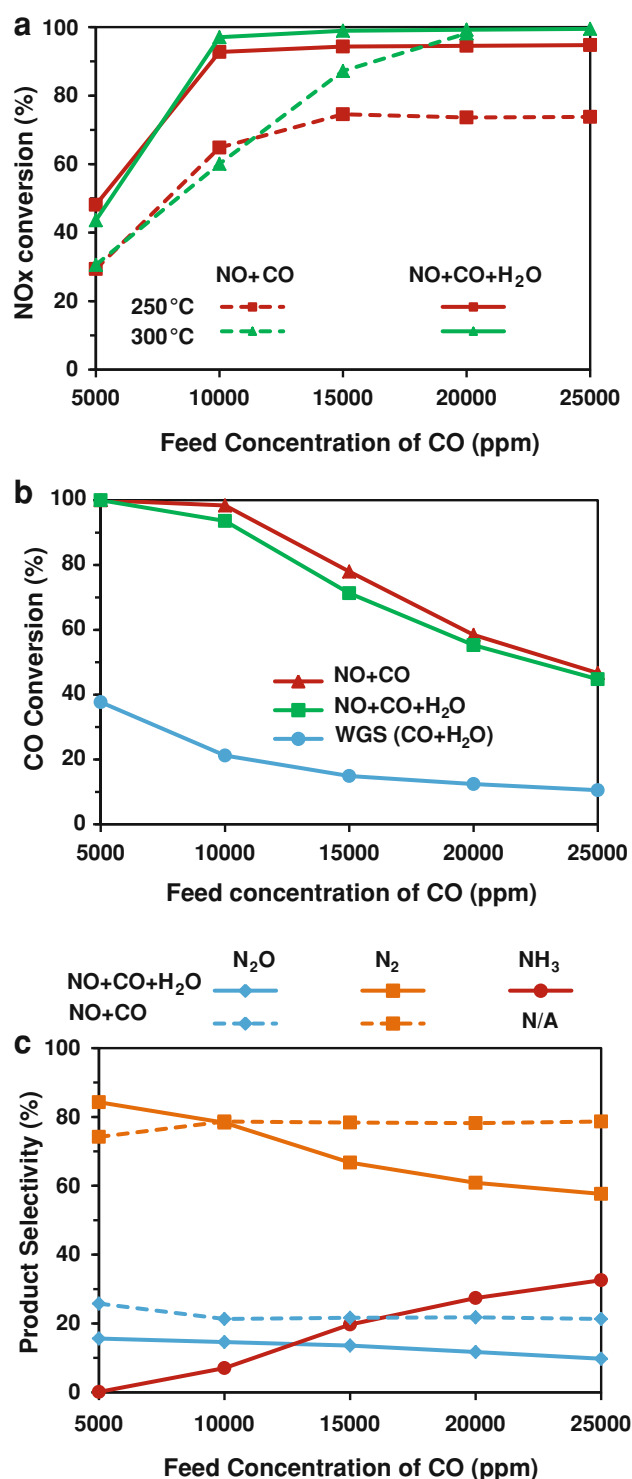 a
100
80
60
40
20
0
NOx conversion (%)
NO+CO NO+CO+H₂O
250°C
300°C
5000 10000 15000 20000 25000
Feed Concentration of CO (ppm)
b
100
80
60
40
20
0
CO Conversion (%)
NO+CO
NO+CO+H₂O
WGS (CO+H₂O)
5000 10000 15000 20000 25000
Feed concentration of CO (ppm)
N₂O N₂ NH₃
NO+CO+H₂O
NO+CO N/A
c
100
80
60
40
20
0
Product Selectivity (%)
5000 10000 15000 20000 25000
Feed Concentration of CO (ppm)